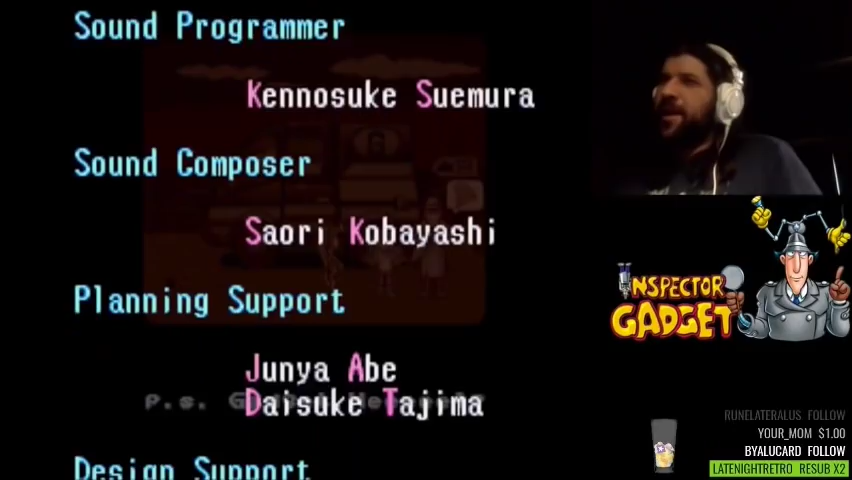 Sound Programmer
Kennosuke Suemura
Sound Composer
Saori Kobayashi
Planning Support
Junya Abe
Daisuke Tajima
P.s. G
Design Support
INSPECTOR
GADGET
RUNELATERALUS FOLLOW
YOUR_MOM $1.00
BYALUCARD FOLLOW
LATENIGHTRETRO RESUB X2